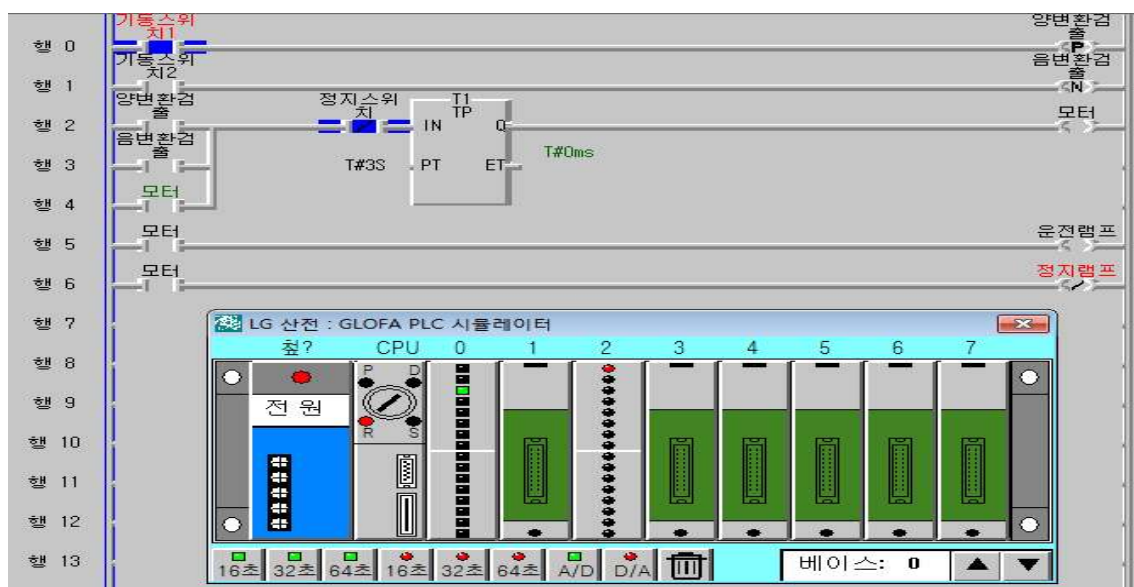 기동스위
치1
양변환검
출
행 0
P
기동스위
치2
음변환검
출
행 1
N
양변환검
출
정지스위
치
T1
TP
모터
행 2
IN Q
음변환검
출
행 3
T#3S PT ET T#0ms
모터
행 4
모터
운전램프
행 5
모터
정지램프
행 6
행 7
LG 산전 : GLOFA PLC 시뮬레이터
첲? CPU 0 1 2 3 4 5 6 7
행 8
P D
전 원
행 9
R S
행 10
행 11
행 12
행 13
16초 32초 64초 16초 32초 64초 A/D D/A 베이스: 0